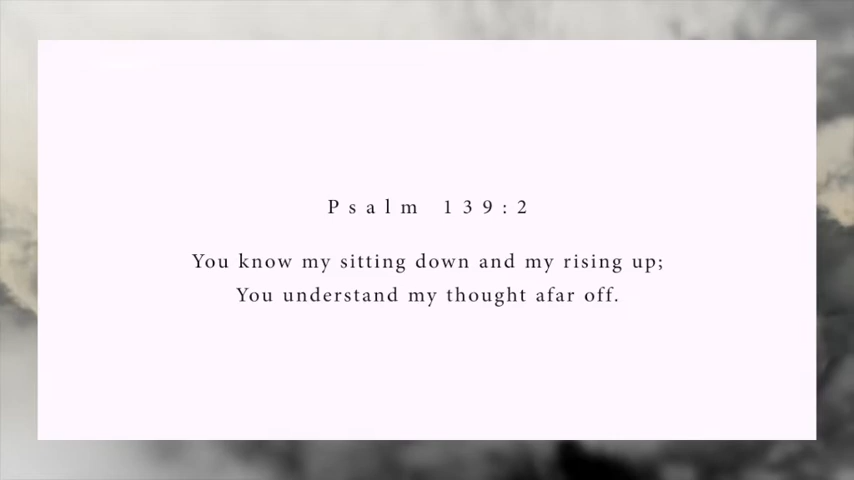 Psalm 139:2
You know my sitting down and my rising up;
You understand my thought afar off.